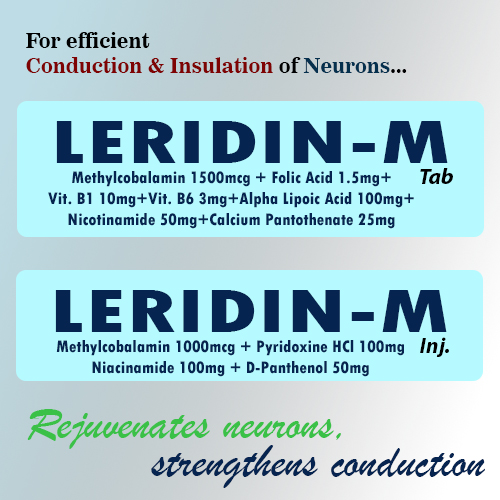 For efficient
Conduction & Insulation of Neurons...
LERIDIN-M
Methylcobalamin 1500mcg + Folic Acid 1.5mg+ Tab
Vit. B1 10mg+Vit. B6 3mg+Alpha Lipoic Acid 100mg+
Nicotinamide 50mg+Calcium Pantothenate 25mg
LERIDIN-M
Methylcobalamin 1000mcg + Pyridoxine HCl 100mg Inj.
Niacinamide 100mg + D-Panthenol 50mg
Rejuvenates neurons,
strengthens conduction